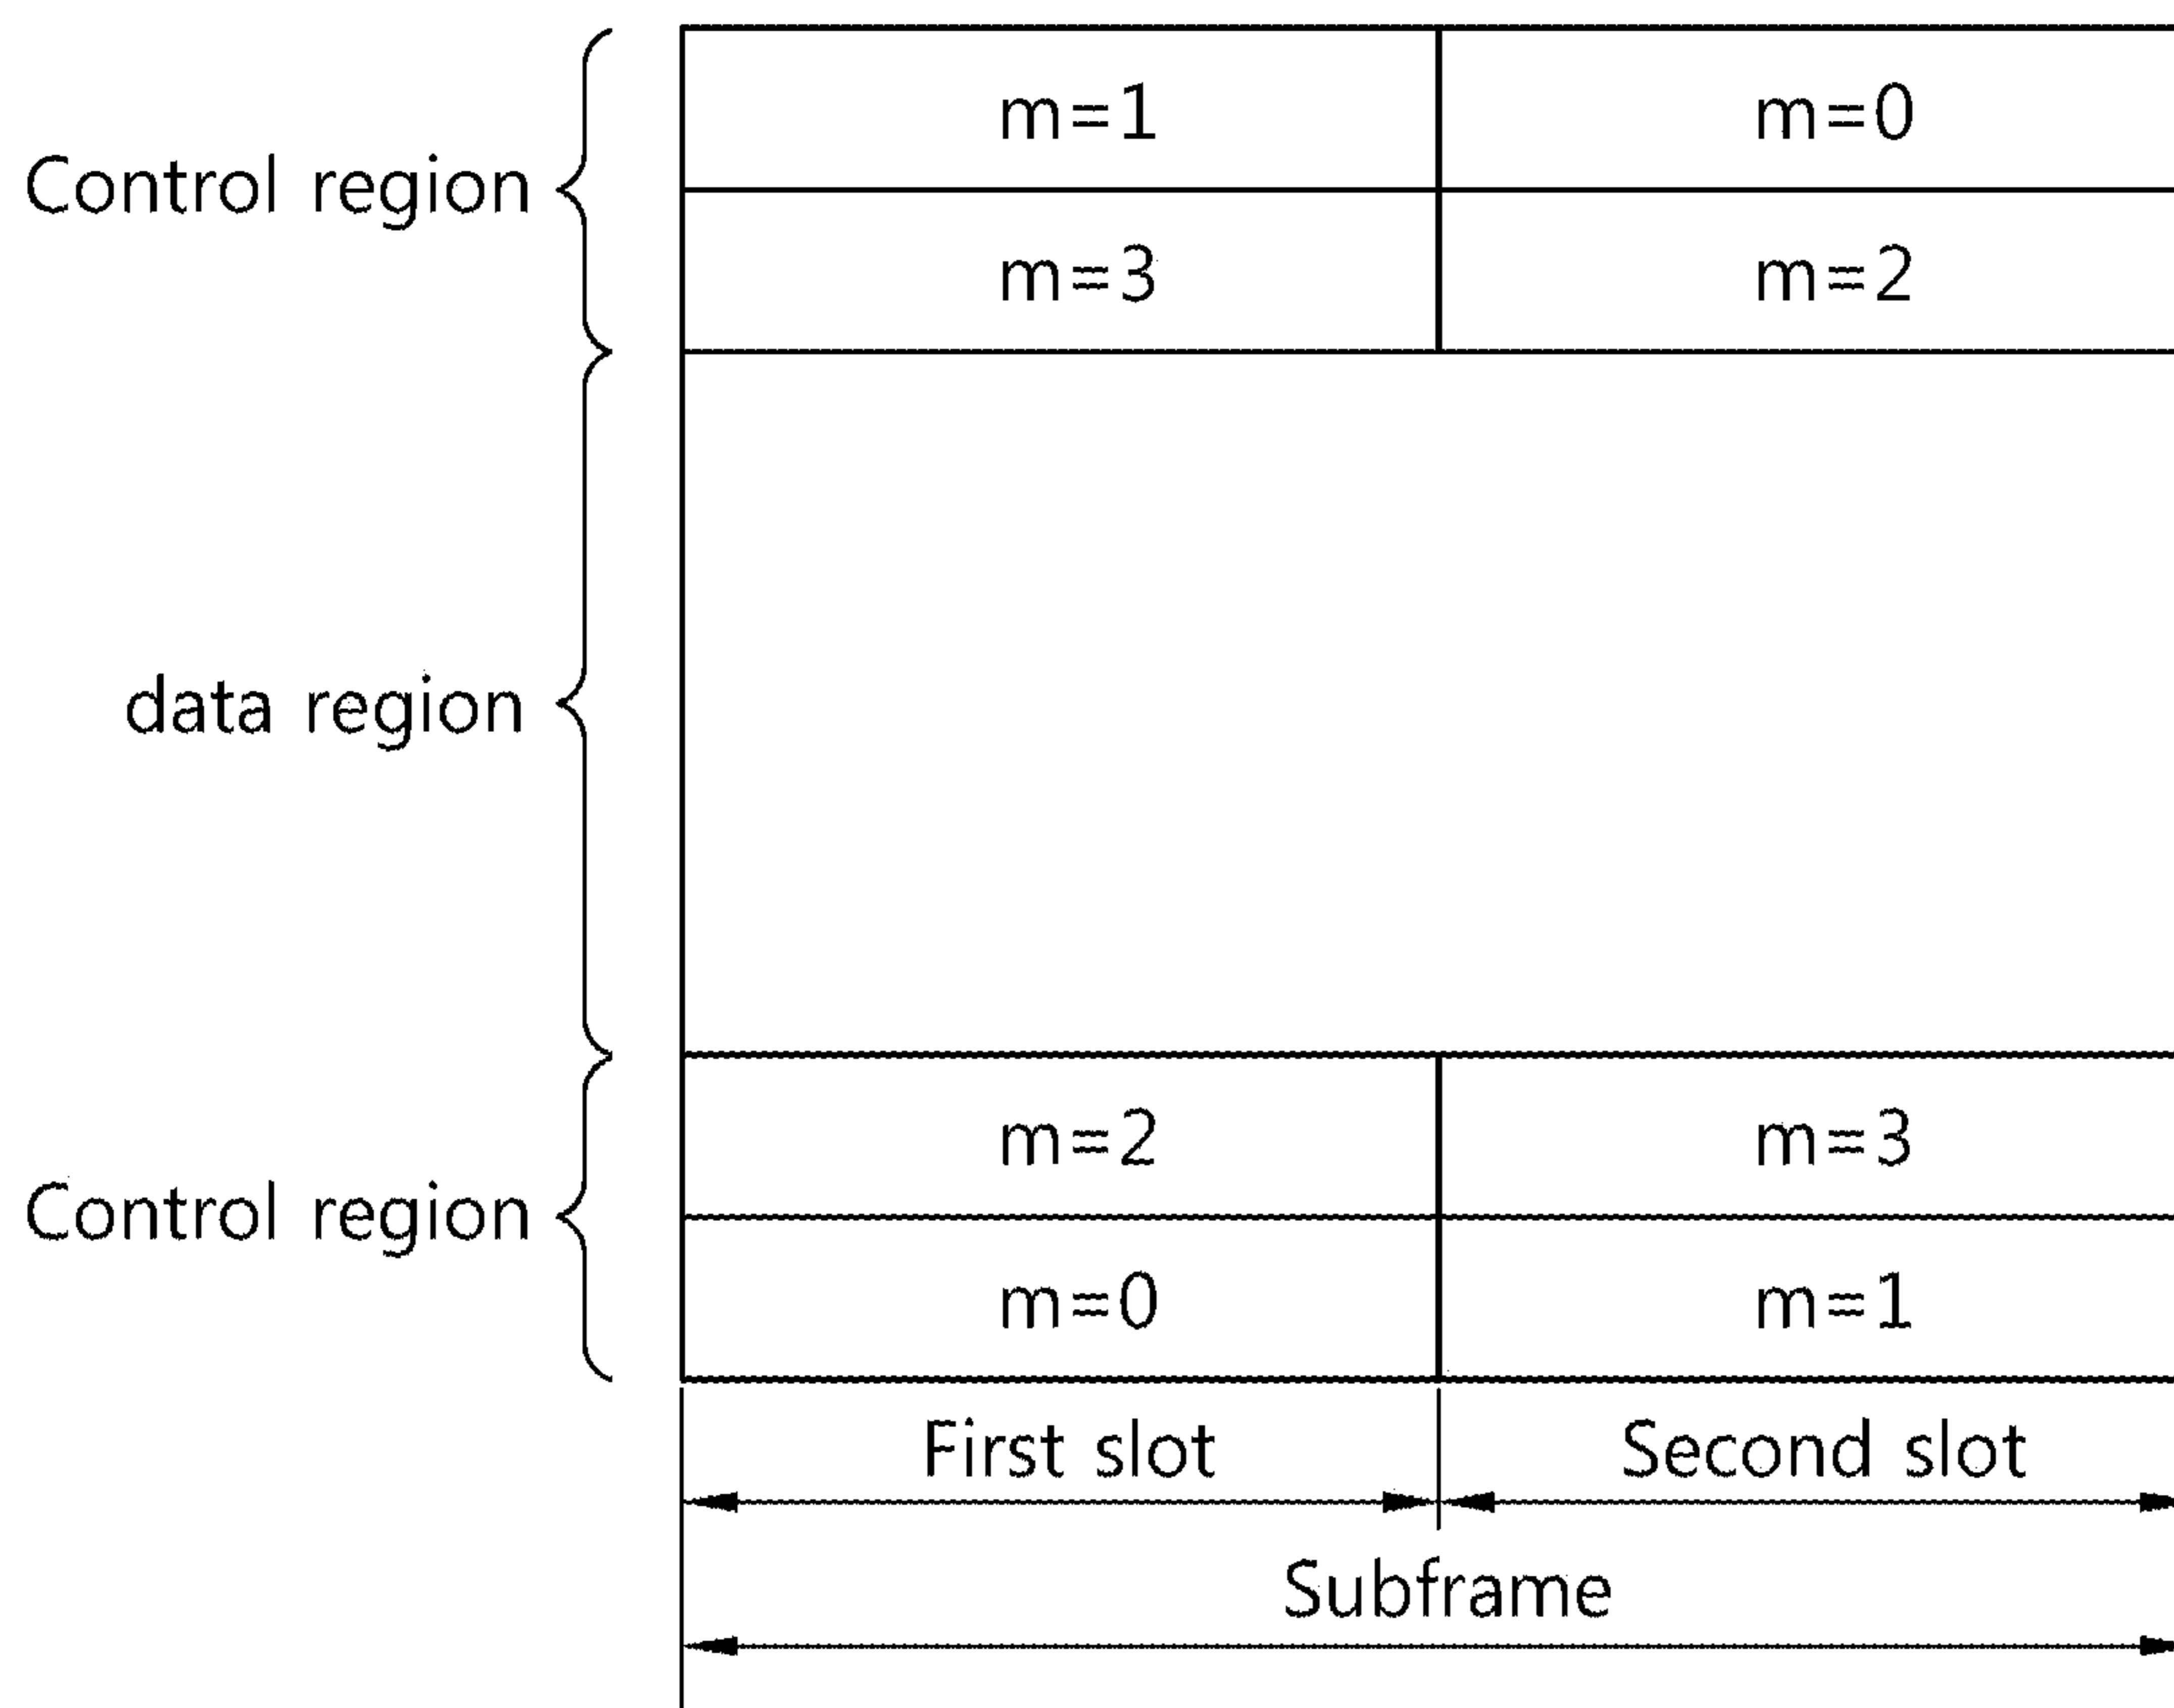 m=1 m=0
Control region
m=3 m=2
data region
m=2 m=3
Control region
m=0 m=1
First slot Second slot
Subframe